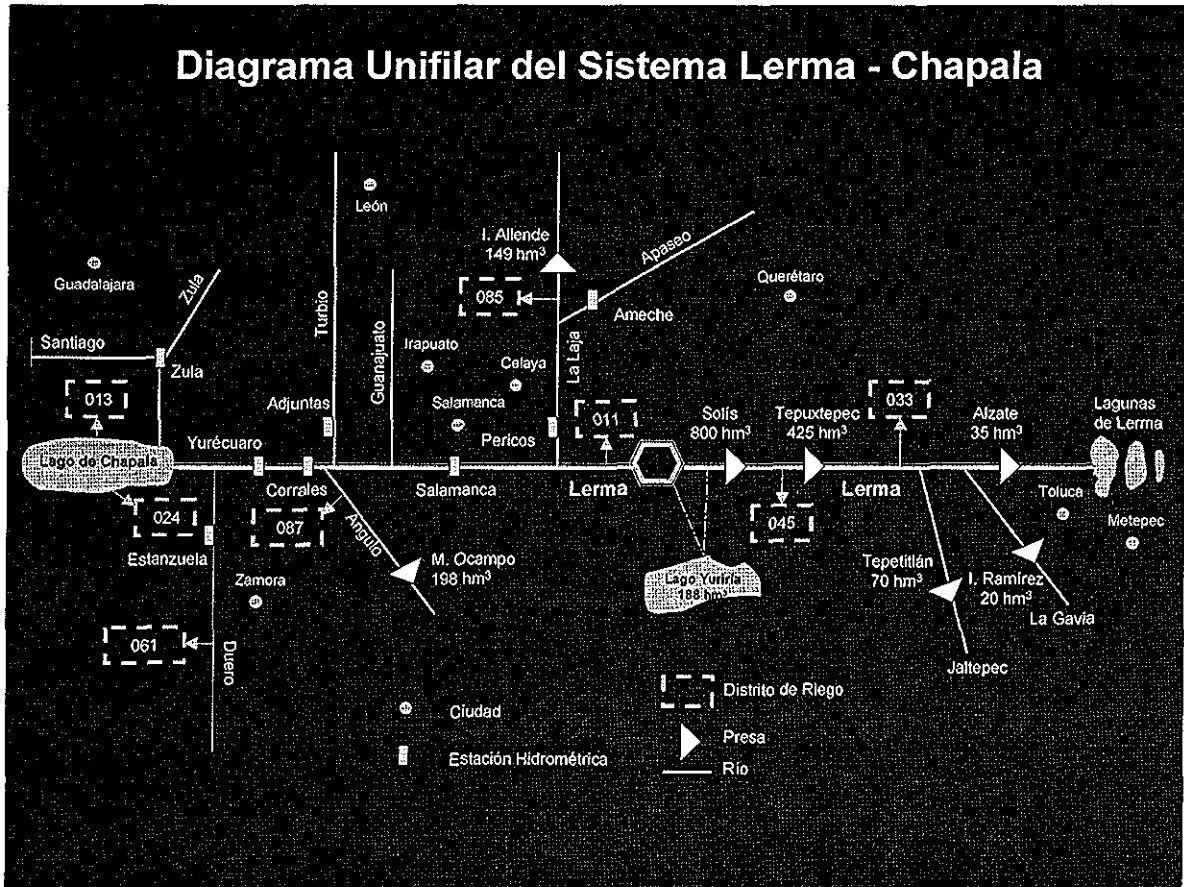 Diagrama Unifilar del Sistema Lerma - Chapala
León
I. Allende
149 hm³
Apaseo
Guadalajara
Zula
Turbio
085
Querétaro
Ameche
Santiago
Zula
Guanajuato
Irapuato
La Laja
Celaya
013
Adjuntas
Salamanca
Pericos
011
Solís
800 hm³
Tepuxtepec
425 hm³
033
Alzate
35 hm³
Lagunas
de Lerma
Lago de Chapala
Yurécuaro
Corrales
Salamanca
Lerma
Lerma
Toluca
Metepec
024
087
045
Estanzuela
Angulo
Zamora
M. Ocampo
198 hm³
Lago Yuriria
188 hm³
Tepetitlán
70 hm³
I. Ramírez
20 hm³
La Gavia
Jaltepec
061
Duero
Distrito de Riego
Ciudad
Presa
Estación Hidrométrica
Río